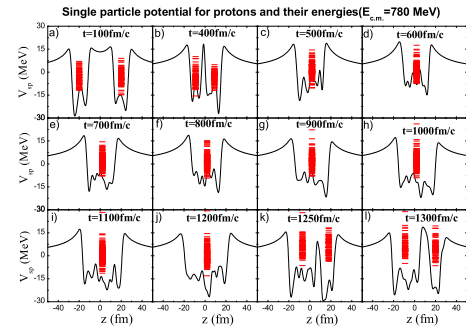 Single particle potential for protons and their energies(E_c.m.=780 MeV)
a) t=100fm/c b) t=400fm/c c) t=500fm/c d) t=600fm/c
30
15
0
-15
-30
V_sp (MeV)
e) t=700fm/c f) t=800fm/c g) t=900fm/c h) t=1000fm/c
15
0
-15
-30
V_sp (MeV)
i) t=1100fm/c j) t=1200fm/c k) t=1250fm/c l) t=1300fm/c
30
15
0
-15
-30
V_sp (MeV)
-40 -20 0 20 40 -40 -20 0 20 40 -40 -20 0 20 40 -40 -20 0 20 40
z (fm) z (fm) z (fm) z (fm)